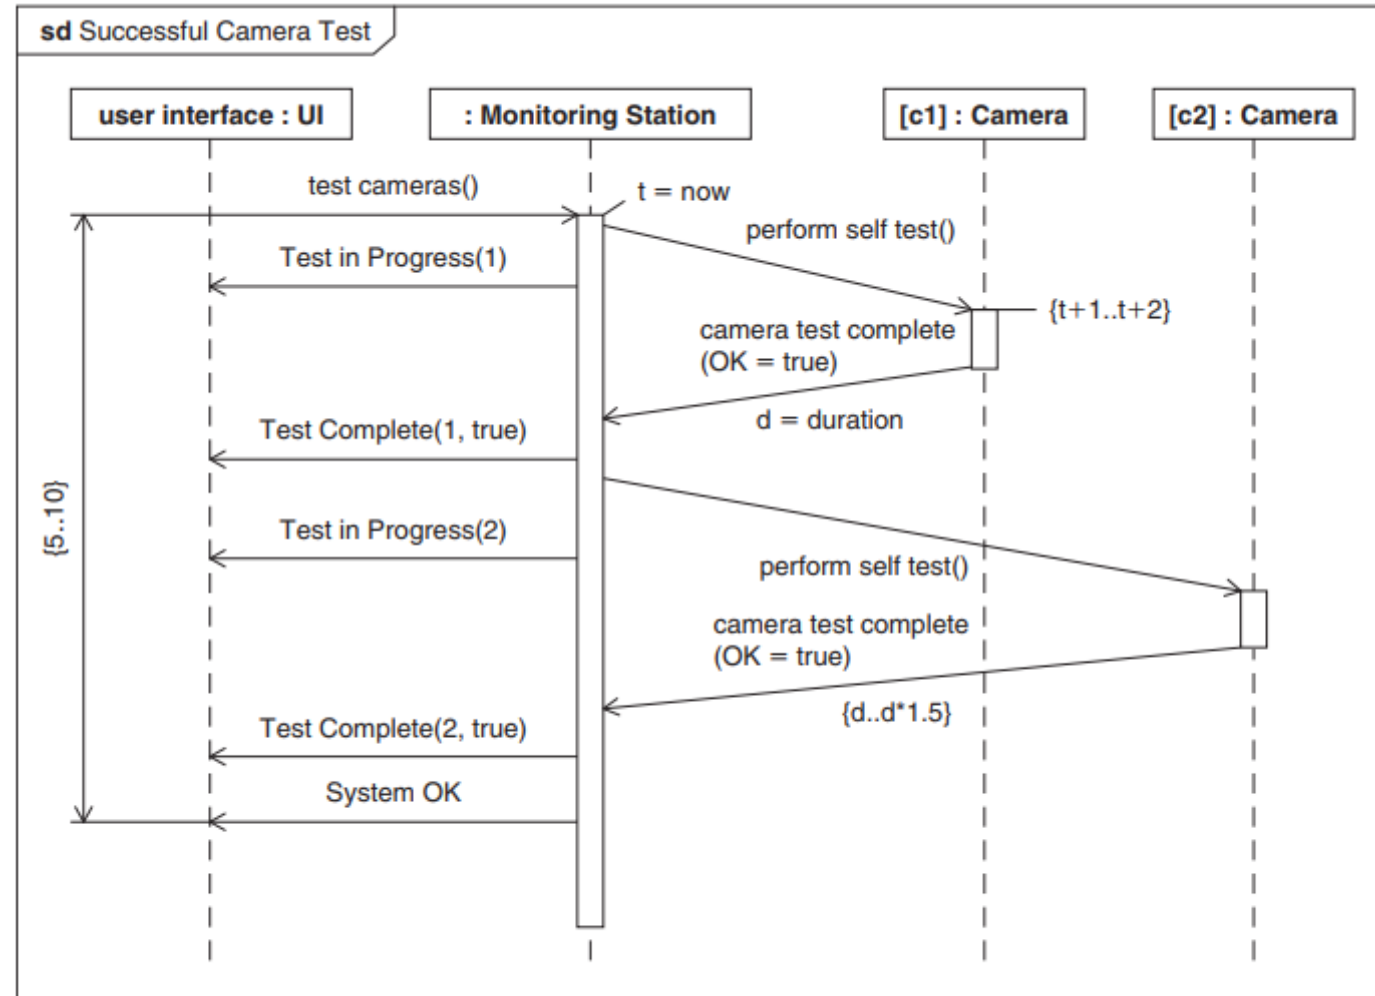 sd Successful Camera Test
user interface : UI
: Monitoring Station
[c1] : Camera
[c2] : Camera
test cameras()
t = now
perform self test()
Test in Progress(1)
{t+1..t+2}
camera test complete
(OK = true)
d = duration
Test Complete(1, true)
{5..10}
Test in Progress(2)
perform self test()
camera test complete
(OK = true)
{d..d*1.5}
Test Complete(2, true)
System OK